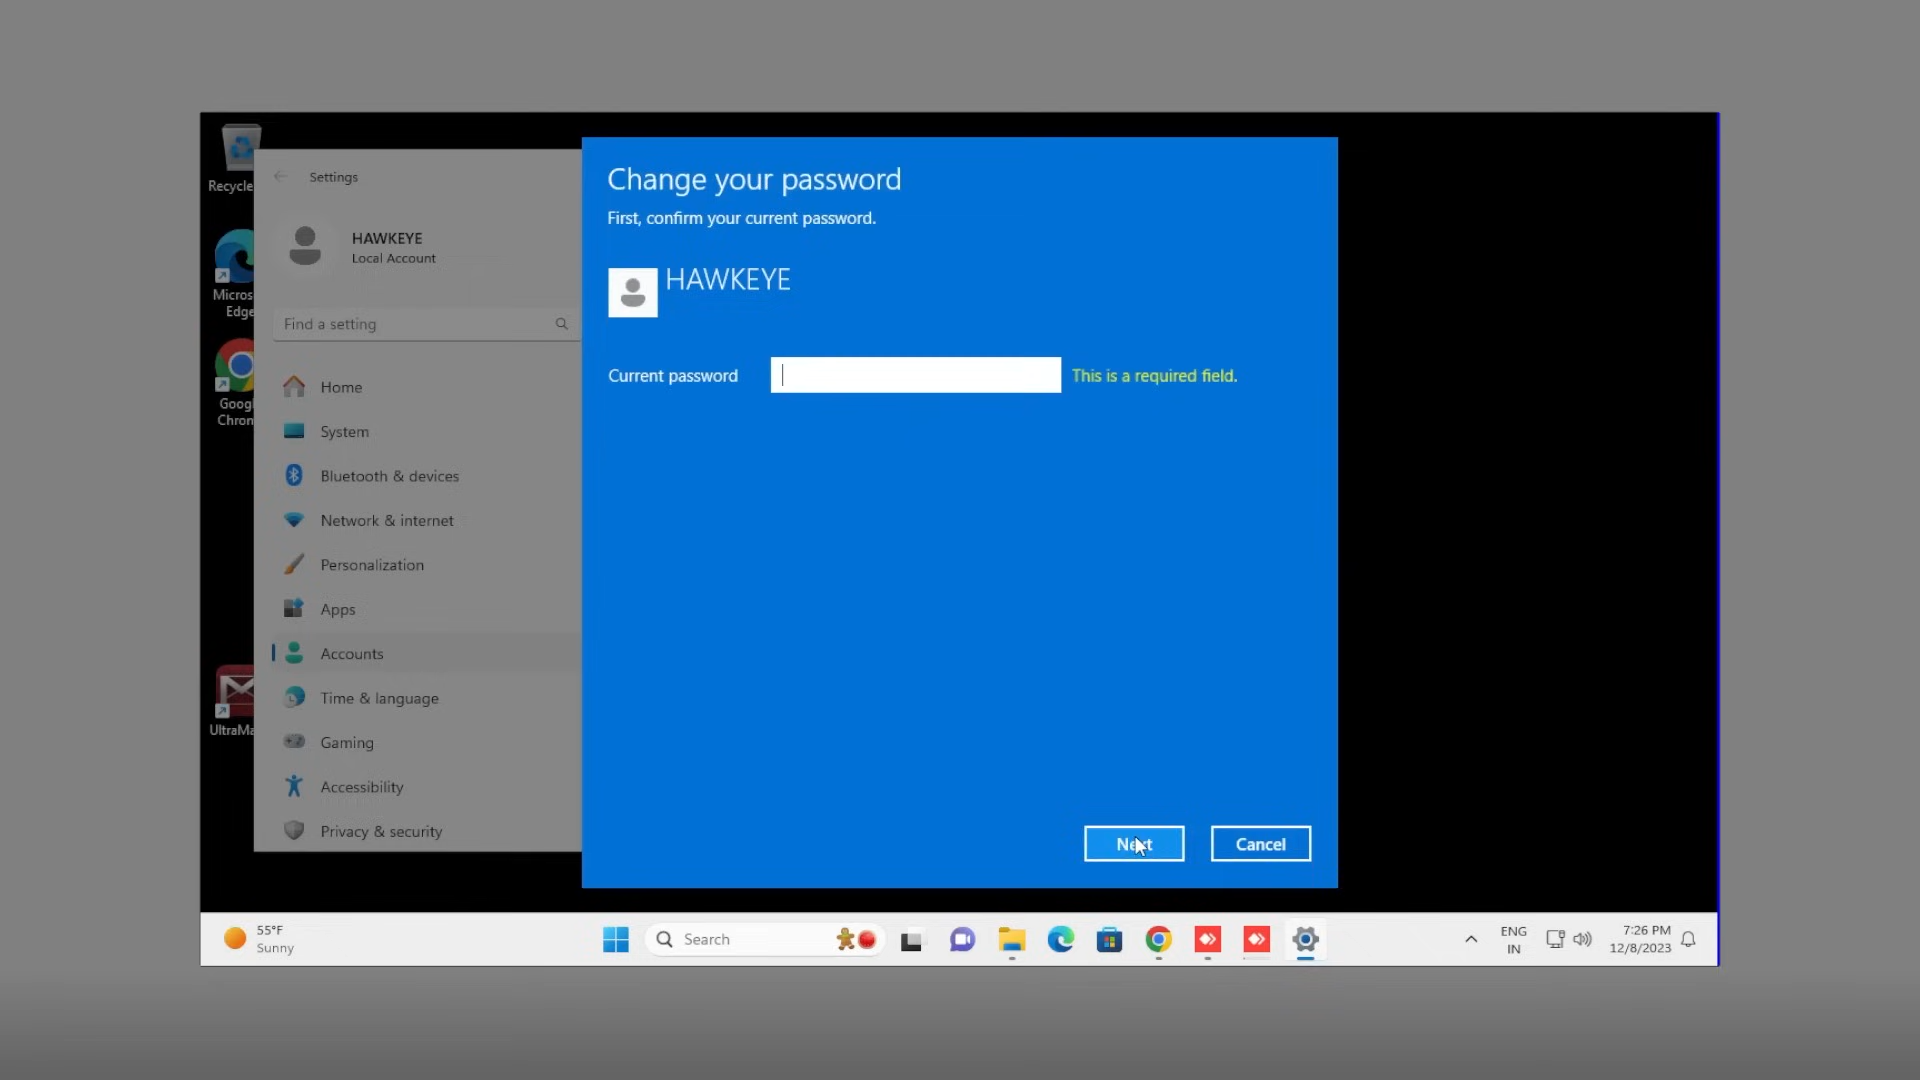 Recycle
Micros
Edge
Goog
Chron
UltraMa
Settings
HAWKEYE
Local Account
Find a setting
Home
System
Bluetooth & devices
Network & internet
Personalization
Apps
Accounts
Time & language
Gaming
Accessibility
Privacy & security
Change your password
First, confirm your current password.
HAWKEYE
Current password
This is a required field.
Next
Cancel
55°F
Sunny
Search
ENG
IN
7:26 PM
12/8/2023